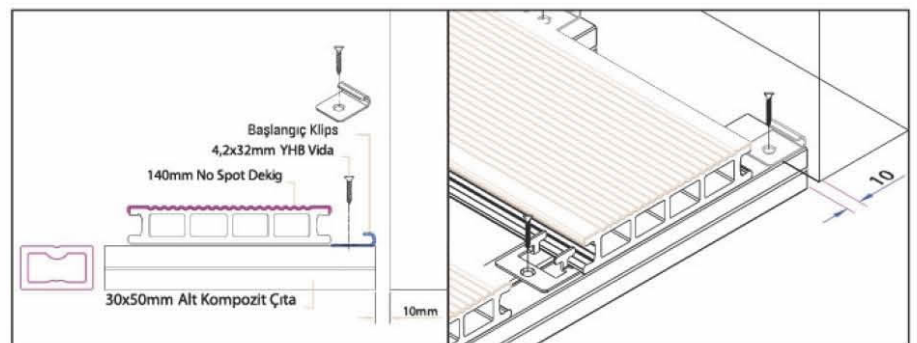 Başlangıç Klips
4,2x32mm YHB Vida
140mm No Spot Dekig
30x50mm Alt Kompozit Çıta
10mm
10